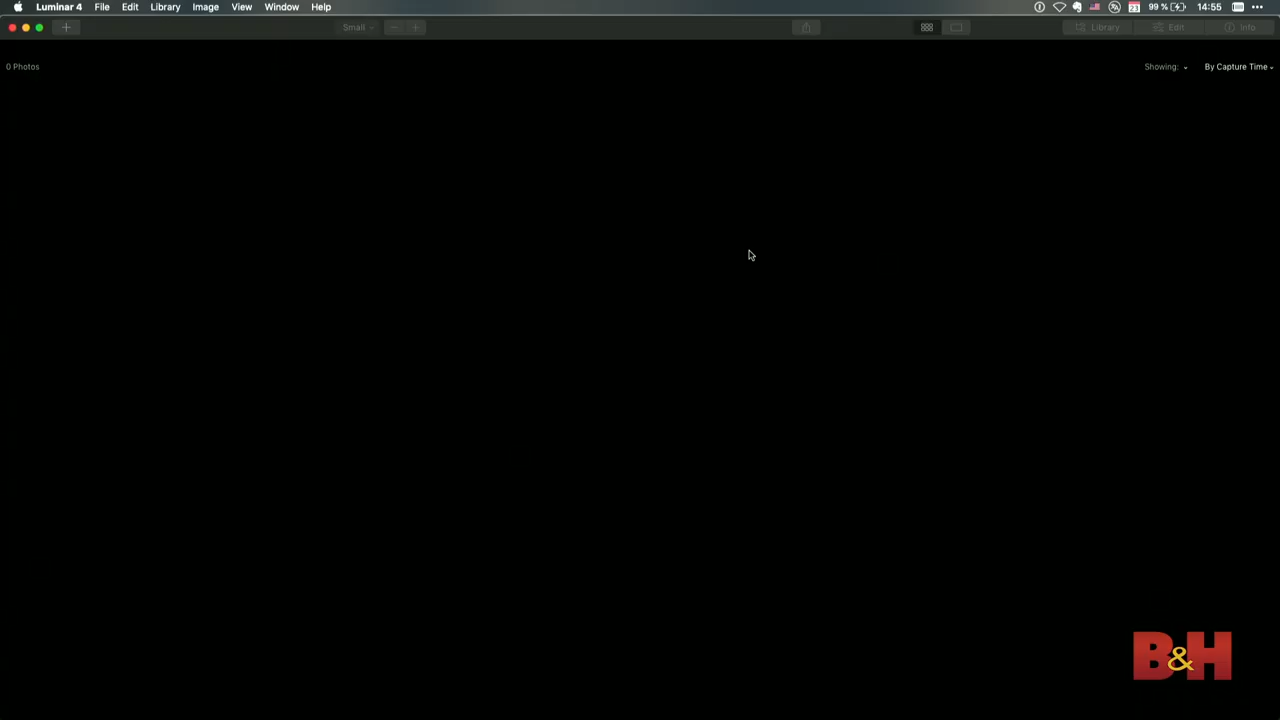 Luminar 4 File Edit Library Image View Window Help 23 99 % 14:55
Small Library Edit Info
0 Photos Showing: By Capture Time
B&H